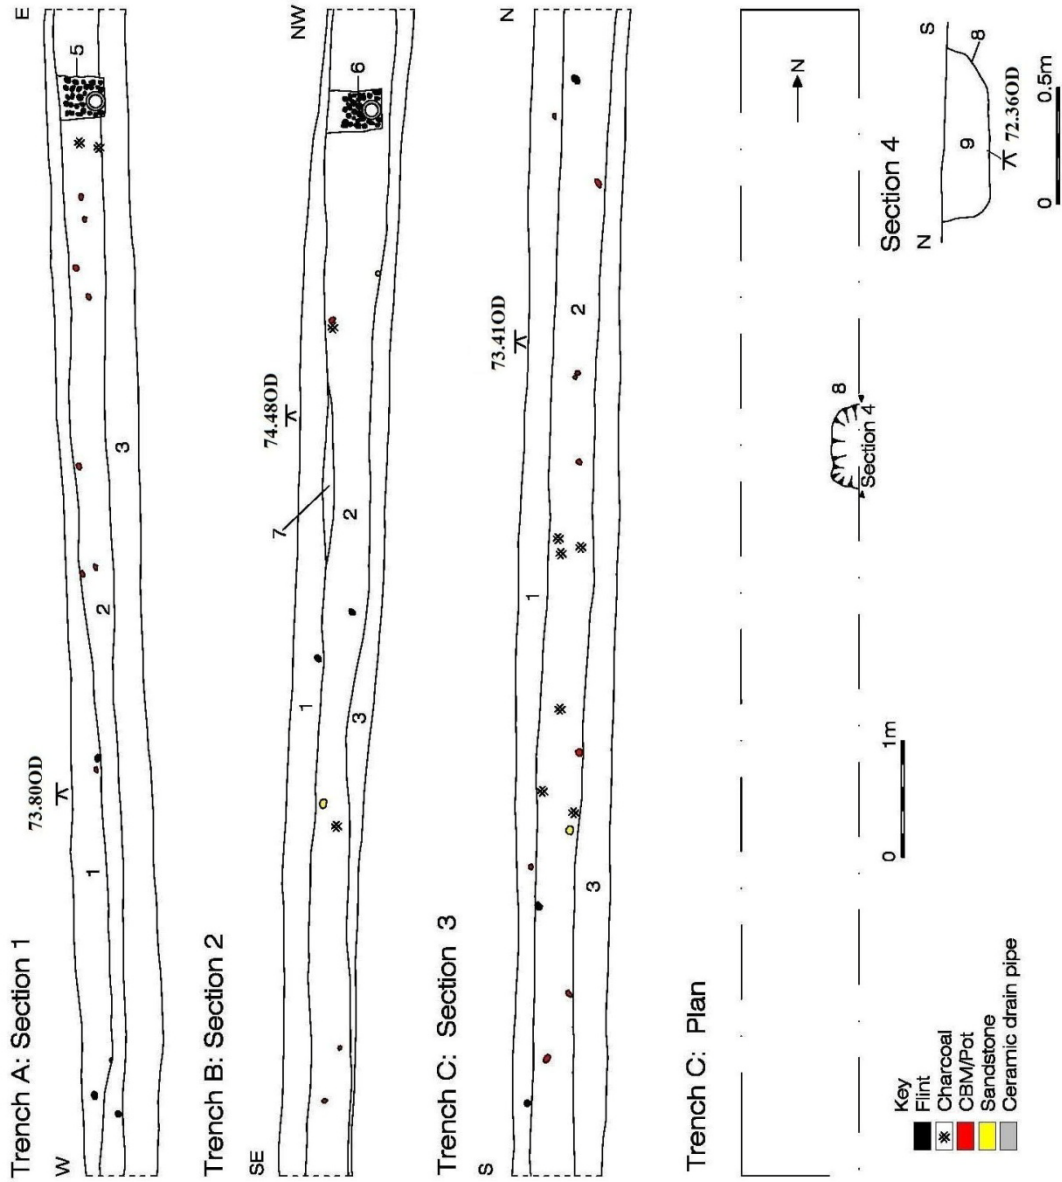 Trench A: Section 1
W
E
73.80OD
1
2
3
5
Trench B: Section 2
SE
NW
74.48OD
1
3
7
2
6
Trench C: Section 3
S
N
73.41OD
1
3
2
Trench C: Plan
N
8
Section 4
Section 4
N
S
9
8
72.36OD
0 0.5m
0 1m
Key
Flint
Charcoal
CBM/Pot
Sandstone
Ceramic drain pipe